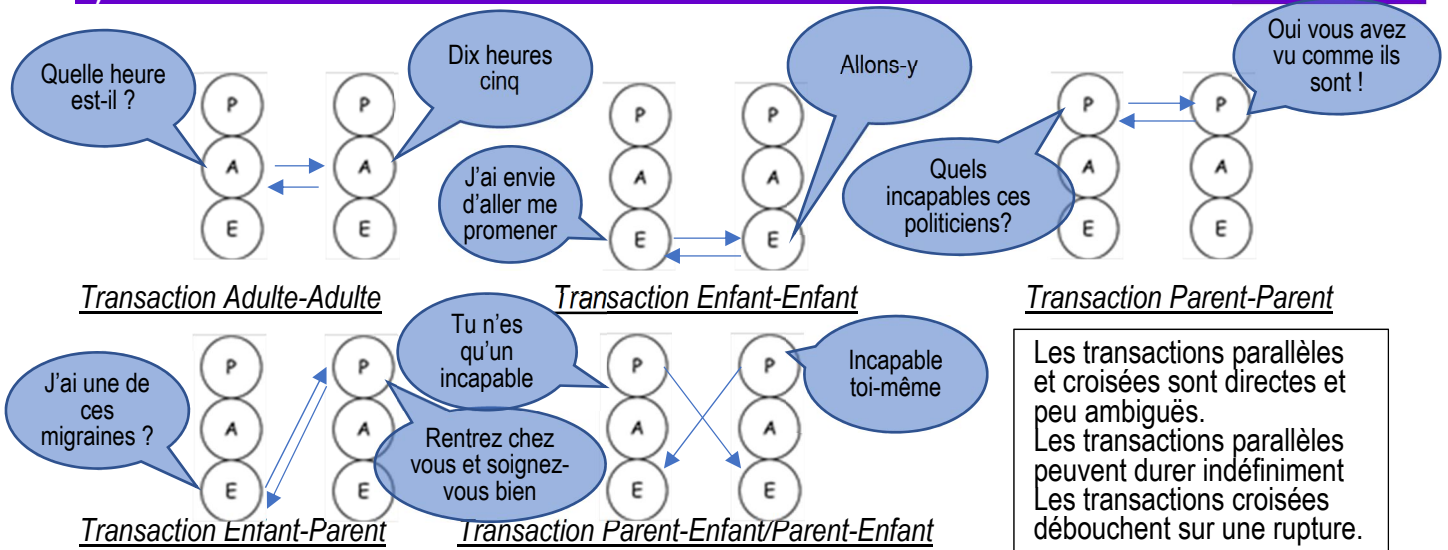 Quelle heure
est-il ?
P
A
E
P
A
E
Dix heures
cinq
Transaction Adulte-Adulte
J’ai envie
d’aller me
promener
P
A
E
P
A
E
Allons-y
Transaction Enfant-Enfant
Quels
incapables ces
politiciens?
P
A
E
P
A
E
Oui vous avez
vu comme ils
sont !
Transaction Parent-Parent
J’ai une de
ces
migraines ?
P
A
E
P
A
E
Rentrez chez
vous et soignez-
vous bien
Transaction Enfant-Parent
Tu n’es
qu’un
incapable
P
A
E
P
A
E
Incapable
toi-même
Transaction Parent-Enfant/Parent-Enfant
Les transactions parallèles
et croisées sont directes et
peu ambiguës.
Les transactions parallèles
peuvent durer indéfiniment
Les transactions croisées
débouchent sur une rupture.